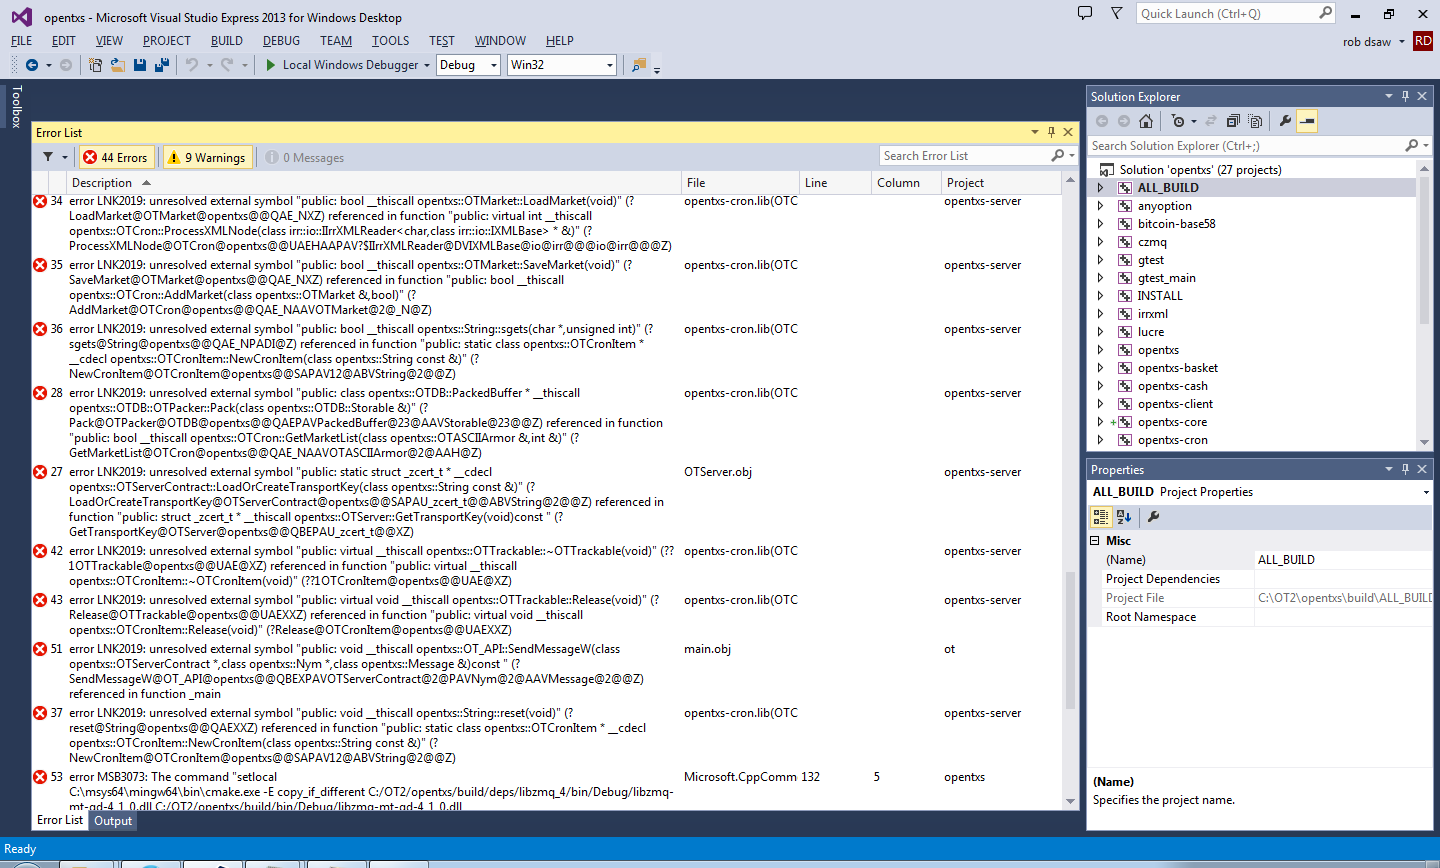 opentxs - Microsoft Visual Studio Express 2013 for Windows Desktop
Quick Launch (Ctrl+Q)
FILE EDIT VIEW PROJECT BUILD DEBUG TEAM TOOLS TEST WINDOW HELP
rob dsaw RD
Local Windows Debugger Debug Win32
Toolbox
Error List
44 Errors 9 Warnings 0 Messages
Search Error List
Description File Line Column Project
34 error LNK2019: unresolved external symbol "public: bool __thiscall opentxs::OTMarket::LoadMarket(void)" (? opentxs-cron.lib(OTC opentxs-server
LoadMarket@OTMarket@opentxs@@QAE_NXZ) referenced in function "public: virtual int __thiscall
opentxs::OTCron::ProcessXMLNode(class irr::io::IIrrXMLReader<char,class irr::io::IXMLBase> * &)" (?
ProcessXMLNode@OTCron@opentxs@@UAEHAAPAV?$IIrrXMLReader@DVIXMLBase@io@irr@@@io@irr@@@Z)
35 error LNK2019: unresolved external symbol "public: bool __thiscall opentxs::OTMarket::SaveMarket(void)" (? opentxs-cron.lib(OTC opentxs-server
SaveMarket@OTMarket@opentxs@@QAE_NXZ) referenced in function "public: bool __thiscall
opentxs::OTCron::AddMarket(class opentxs::OTMarket &,bool)" (?
AddMarket@OTCron@opentxs@@QAE_NAAVOTMarket@2@_N@Z)
36 error LNK2019: unresolved external symbol "public: bool __thiscall opentxs::String::sgets(char *,unsigned int)" (? opentxs-cron.lib(OTC opentxs-server
sgets@String@opentxs@@QAE_NPADI@Z) referenced in function "public: static class opentxs::OTCronItem *
__cdecl opentxs::OTCronItem::NewCronItem(class opentxs::String const &)" (?
NewCronItem@OTCronItem@opentxs@@SAPAV12@ABVString@2@@Z)
28 error LNK2019: unresolved external symbol "public: class opentxs::OTDB::PackedBuffer * __thiscall opentxs-cron.lib(OTC opentxs-server
opentxs::OTDB::OTPacker::Pack(class opentxs::OTDB::Storable &)" (?
Pack@OTPacker@OTDB@opentxs@@QAEPAVPackedBuffer@23@AAVStorable@23@@Z) referenced in function
"public: bool __thiscall opentxs::OTCron::GetMarketList(class opentxs::OTASCIIArmor &,int &)" (?
GetMarketList@OTCron@opentxs@@QAE_NAAVOTASCIIArmor@2@AAH@Z)
27 error LNK2019: unresolved external symbol "public: static struct _zcert_t * __cdecl OTServer.obj opentxs-server
opentxs::OTServerContract::LoadOrCreateTransportKey(class opentxs::String const &)" (?
LoadOrCreateTransportKey@OTServerContract@opentxs@@SAPAU_zcert_t@@ABVString@2@@Z) referenced in
function "public: struct _zcert_t * __thiscall opentxs::OTServer::GetTransportKey(void)const " (?
GetTransportKey@OTServer@opentxs@@QBEPAU_zcert_t@@XZ)
42 error LNK2019: unresolved external symbol "public: virtual __thiscall opentxs::OTTrackable::~OTTrackable(void)" (?? opentxs-cron.lib(OTC opentxs-server
1OTTrackable@opentxs@@UAE@XZ) referenced in function "public: virtual __thiscall
opentxs::OTCronItem::~OTCronItem(void)" (??1OTCronItem@opentxs@@UAE@XZ)
43 error LNK2019: unresolved external symbol "public: virtual void __thiscall opentxs::OTTrackable::Release(void)" (? opentxs-cron.lib(OTC opentxs-server
Release@OTTrackable@opentxs@@UAEXXZ) referenced in function "public: virtual void __thiscall
opentxs::OTCronItem::Release(void)" (?Release@OTCronItem@opentxs@@UAEXXZ)
51 error LNK2019: unresolved external symbol "public: void __thiscall opentxs::OT_API::SendMessageW(class main.obj ot
opentxs::OTServerContract *,class opentxs::Nym *,class opentxs::Message &)const " (?
SendMessageW@OT_API@opentxs@@QBEXPAVOTServerContract@2@PAVNym@2@AAVMessage@2@@Z)
referenced in function _main
37 error LNK2019: unresolved external symbol "public: void __thiscall opentxs::String::reset(void)" (? opentxs-cron.lib(OTC opentxs-server
reset@String@opentxs@@QAEXXZ) referenced in function "public: static class opentxs::OTCronItem * __cdecl
opentxs::OTCronItem::NewCronItem(class opentxs::String const &)" (?
NewCronItem@OTCronItem@opentxs@@SAPAV12@ABVString@2@@Z)
53 error MSB3073: The command "setlocal Microsoft.CppComm 132 5 opentxs
C:\msys64\mingw64\bin\cmake.exe -E copy_if_different C:/OT2/opentxs/build/deps/libzmq_4/bin/Debug/libzmq-
mt-gd-4_1_0.dll C:/OT2/opentxs/build/bin/Debug/libzmq-mt-gd-4_1_0.dll
Error List Output
Solution Explorer
Search Solution Explorer (Ctrl+;)
Solution 'opentxs' (27 projects)
ALL_BUILD
anyoption
bitcoin-base58
czmq
gtest
gtest_main
INSTALL
irrxml
lucre
opentxs
opentxs-basket
opentxs-cash
opentxs-client
opentxs-core
opentxs-cron
Properties
ALL_BUILD Project Properties
Misc
(Name) ALL_BUILD
Project Dependencies
Project File C:\OT2\opentxs\build\ALL_BUILD
Root Namespace
(Name)
Specifies the project name.
Ready